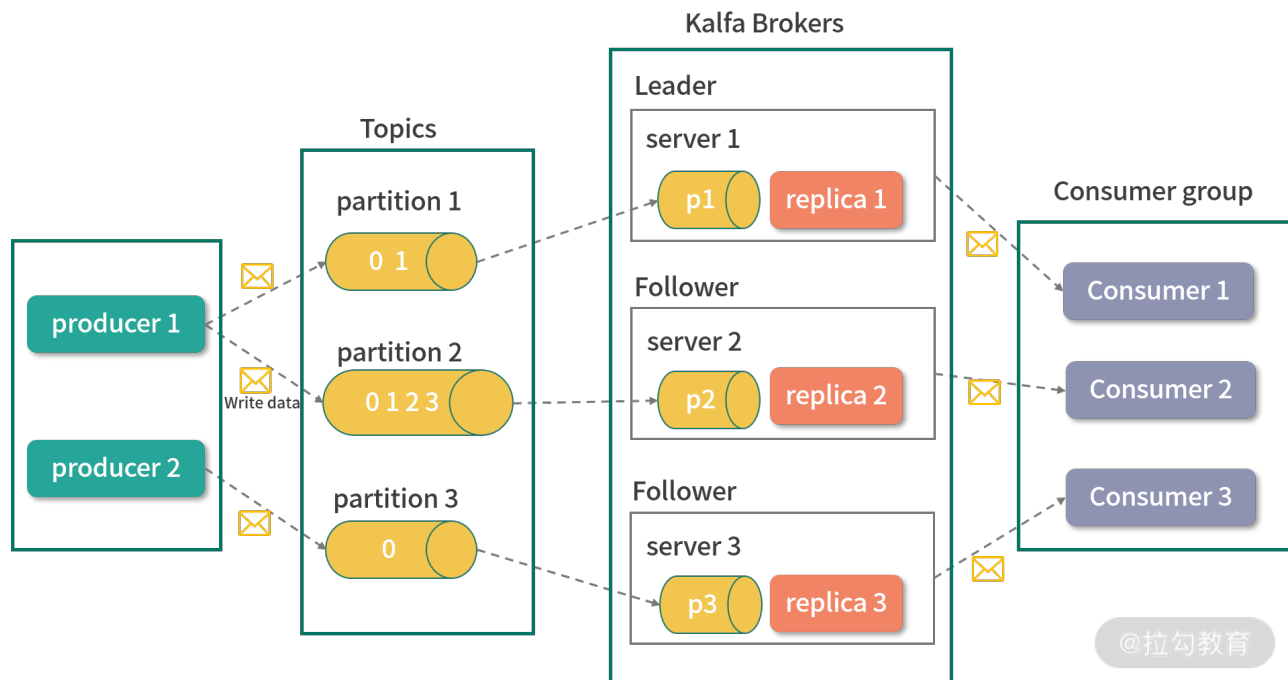 Kalfa Brokers
Leader
server 1
p1
replica 1
Follower
server 2
p2
replica 2
Follower
server 3
p3
replica 3
Topics
partition 1
0 1
partition 2
0 1 2 3
partition 3
0
producer 1
Write data
producer 2
Consumer group
Consumer 1
Consumer 2
Consumer 3
@拉勾教育